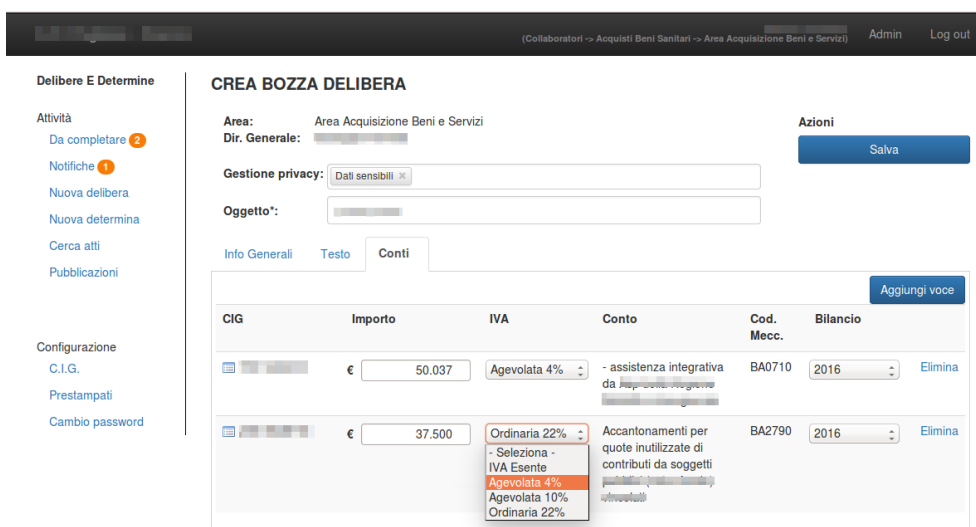 (Collaboratori -> Acquisti Beni Sanitari -> Area Acquisizione Beni e Servizi)
Admin
Log out
Delibere E Determine
Attività
Da completare 2
Notifiche 1
Nuova delibera
Nuova determina
Cerca atti
Pubblicazioni
Configurazione
C.I.G.
Prestampati
Cambio password
CREA BOZZA DELIBERA
Area: Area Acquisizione Beni e Servizi
Dir. Generale:
Azioni
Salva
Gestione privacy: Dati sensibili ×
Oggetto*:
Info Generali Testo Conti
Aggiungi voce
CIG Importo IVA Conto Cod. Mecc. Bilancio
€ 50.037 Agevolata 4% - assistenza integrativa
da
BA0710 2016 Elimina
€ 37.500 Ordinaria 22% Accantonamenti per
quote inutilizzate di
contributi da soggetti
BA2790 2016 Elimina
- Seleziona -
IVA Esente
Agevolata 4%
Agevolata 10%
Ordinaria 22%